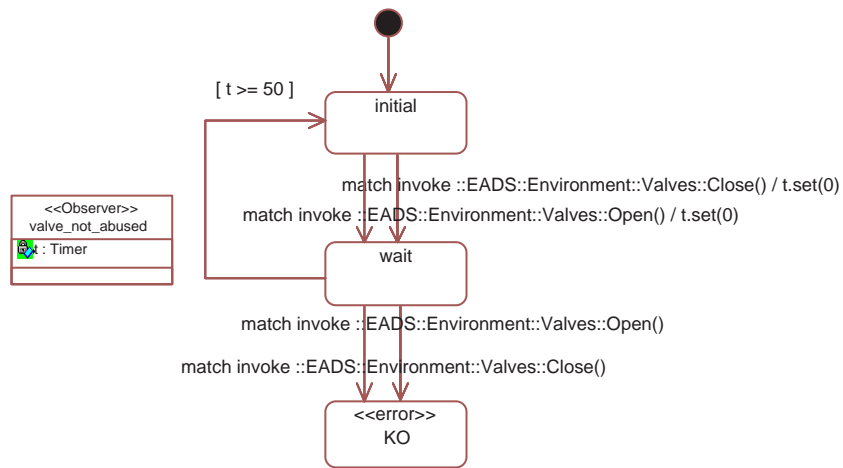 [ t >= 50 ]
initial
match invoke ::EADS::Environment::Valves::Close() / t.set(0)
match invoke ::EADS::Environment::Valves::Open() / t.set(0)
<<Observer>>
valve_not_abused
t : Timer
wait
match invoke ::EADS::Environment::Valves::Open()
match invoke ::EADS::Environment::Valves::Close()
<<error>>
KO